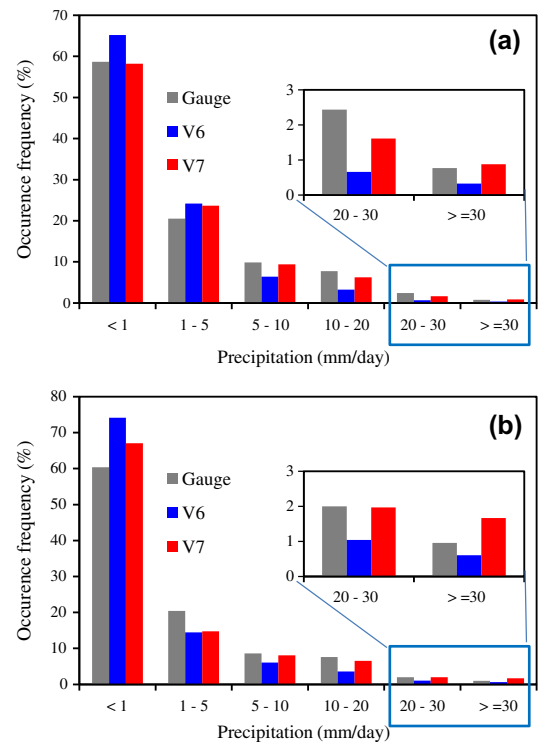 (a)
Occurence frequency (%)
70
60
50
40
30
20
10
0
Gauge
V6
V7
3
2
1
0
20 - 30
> =30
< 1
1 - 5
5 - 10
10 - 20
20 - 30
> =30
Precipitation (mm/day)
(b)
Occurence frequency (%)
80
70
60
50
40
30
20
10
0
Gauge
V6
V7
3
2
1
0
20 - 30
> =30
< 1
1 - 5
5 - 10
10 - 20
20 - 30
> =30
Precipitation (mm/day)